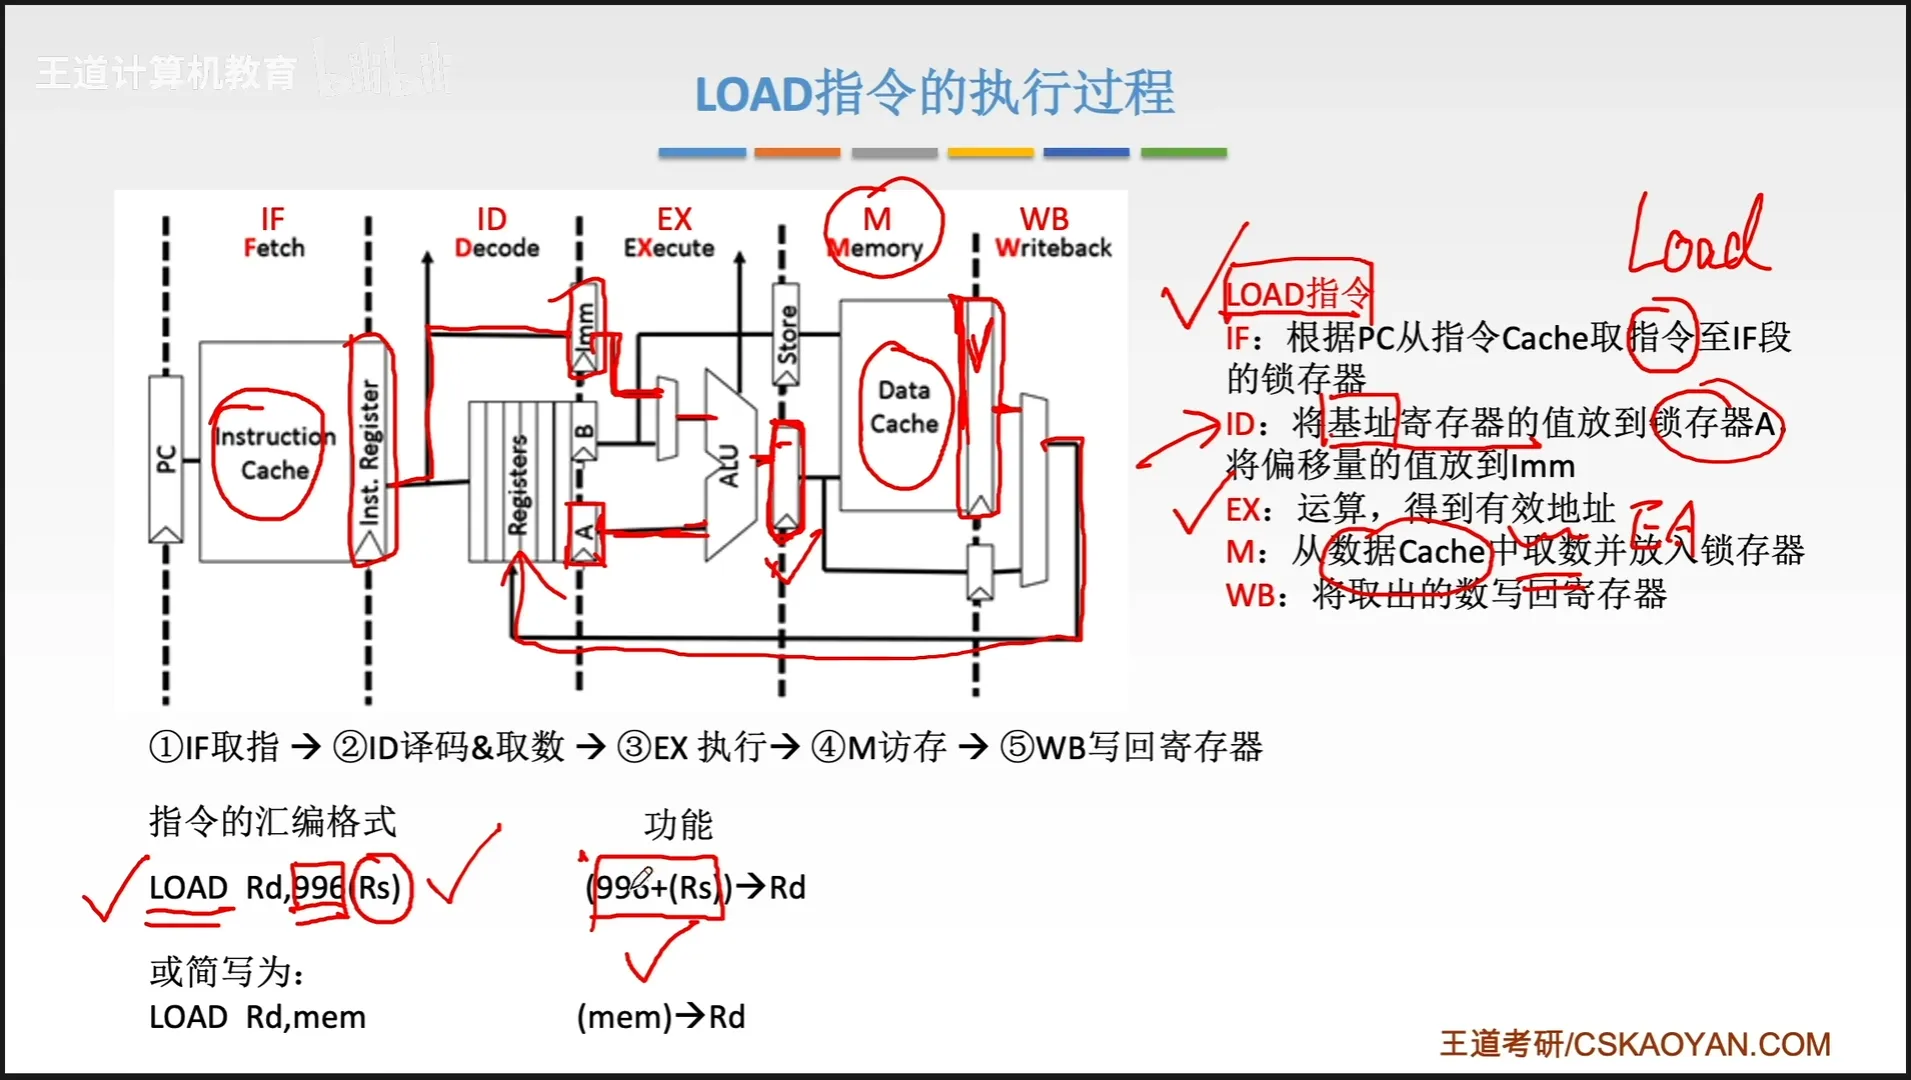 王道计算机教育 bilibili
LOAD指令的执行过程
IF
ID
EX
M
WB
Fetch
Decode
EXecute
Memory
Writeback
PC
Instruction
Cache
Inst. Register
Registers
Imm
B
A
ALU
Store
Data
Cache
Load
LOAD指令
IF：根据PC从指令Cache取指令至IF段
的锁存器
ID：将基址寄存器的值放到锁存器A，
将偏移量的值放到Imm
EX：运算，得到有效地址
EA
M：从数据Cache中取数并放入锁存器
WB：将取出的数写回寄存器
①IF取指 → ②ID译码&取数 → ③EX 执行→ ④M访存 → ⑤WB写回寄存器
指令的汇编格式
功能
LOAD Rd,996(Rs)
(996+(Rs))→Rd
或简写为：
LOAD Rd,mem
(mem)→Rd
王道考研/CSKAOYAN.COM